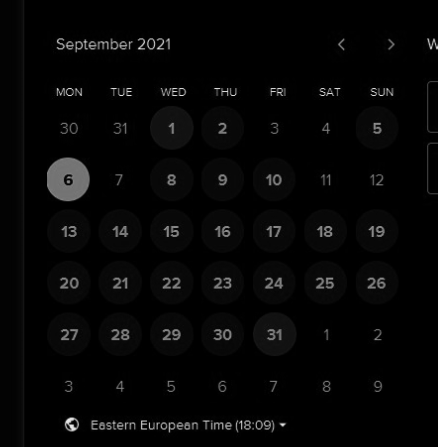 September 2021
W
MON TUE WED THU FRI SAT SUN
30 31 1 2 3 4 5
6 7 8 9 10 11 12
13 14 15 16 17 18 19
20 21 22 23 24 25 26
27 28 29 30 31 1 2
3 4 5 6 7 8 9
Eastern European Time (18:09)